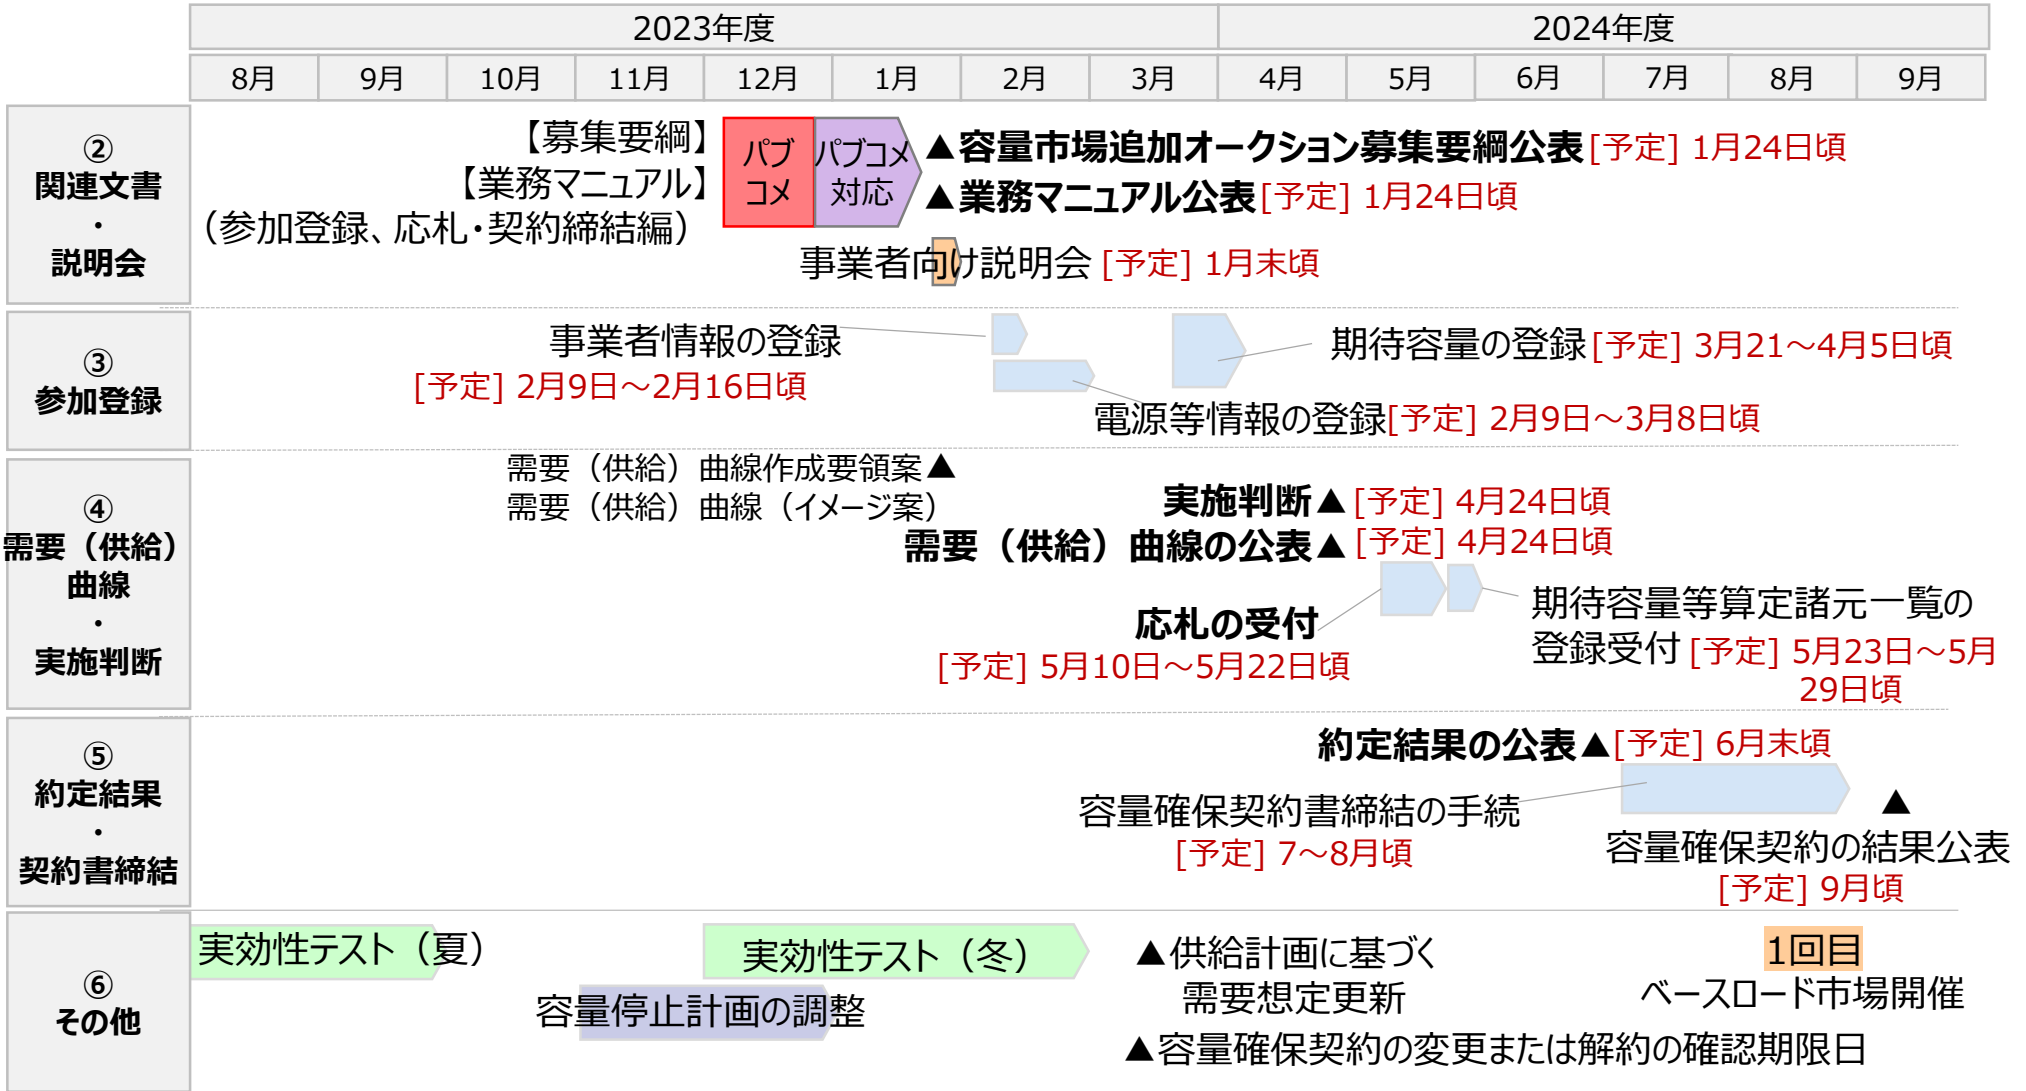 2023年度
2024年度
8月
9月
10月
11月
12月
1月
2月
3月
4月
5月
6月
7月
8月
9月
②
関連文書
・
説明会
【募集要綱】
【業務マニュアル】
（参加登録、応札・契約締結編）
パブ
コメ
パブコメ
対応
▲容量市場追加オークション募集要綱公表[予定] 1月24日頃
▲業務マニュアル公表[予定] 1月24日頃
事業者向け説明会 [予定] 1月末頃
③
参加登録
事業者情報の登録
[予定] 2月9日～2月16日頃
期待容量の登録[予定] 3月21～4月5日頃
電源等情報の登録[予定] 2月9日～3月8日頃
④
需要（供給）
曲線
・
実施判断
需要（供給）曲線作成要領案▲
需要（供給）曲線（イメージ案）
実施判断▲[予定] 4月24日頃
需要（供給）曲線の公表▲[予定] 4月24日頃
応札の受付
[予定] 5月10日～5月22日頃
期待容量等算定諸元一覧の
登録受付 [予定] 5月23日～5月
29日頃
⑤
約定結果
・
契約書締結
約定結果の公表▲[予定] 6月末頃
容量確保契約書締結の手続
[予定] 7～8月頃
▲
容量確保契約の結果公表
[予定] 9月頃
⑥
その他
実効性テスト（夏）
実効性テスト（冬）
容量停止計画の調整
▲供給計画に基づく
需要想定更新
1回目
ベースロード市場開催
▲容量確保契約の変更または解約の確認期限日